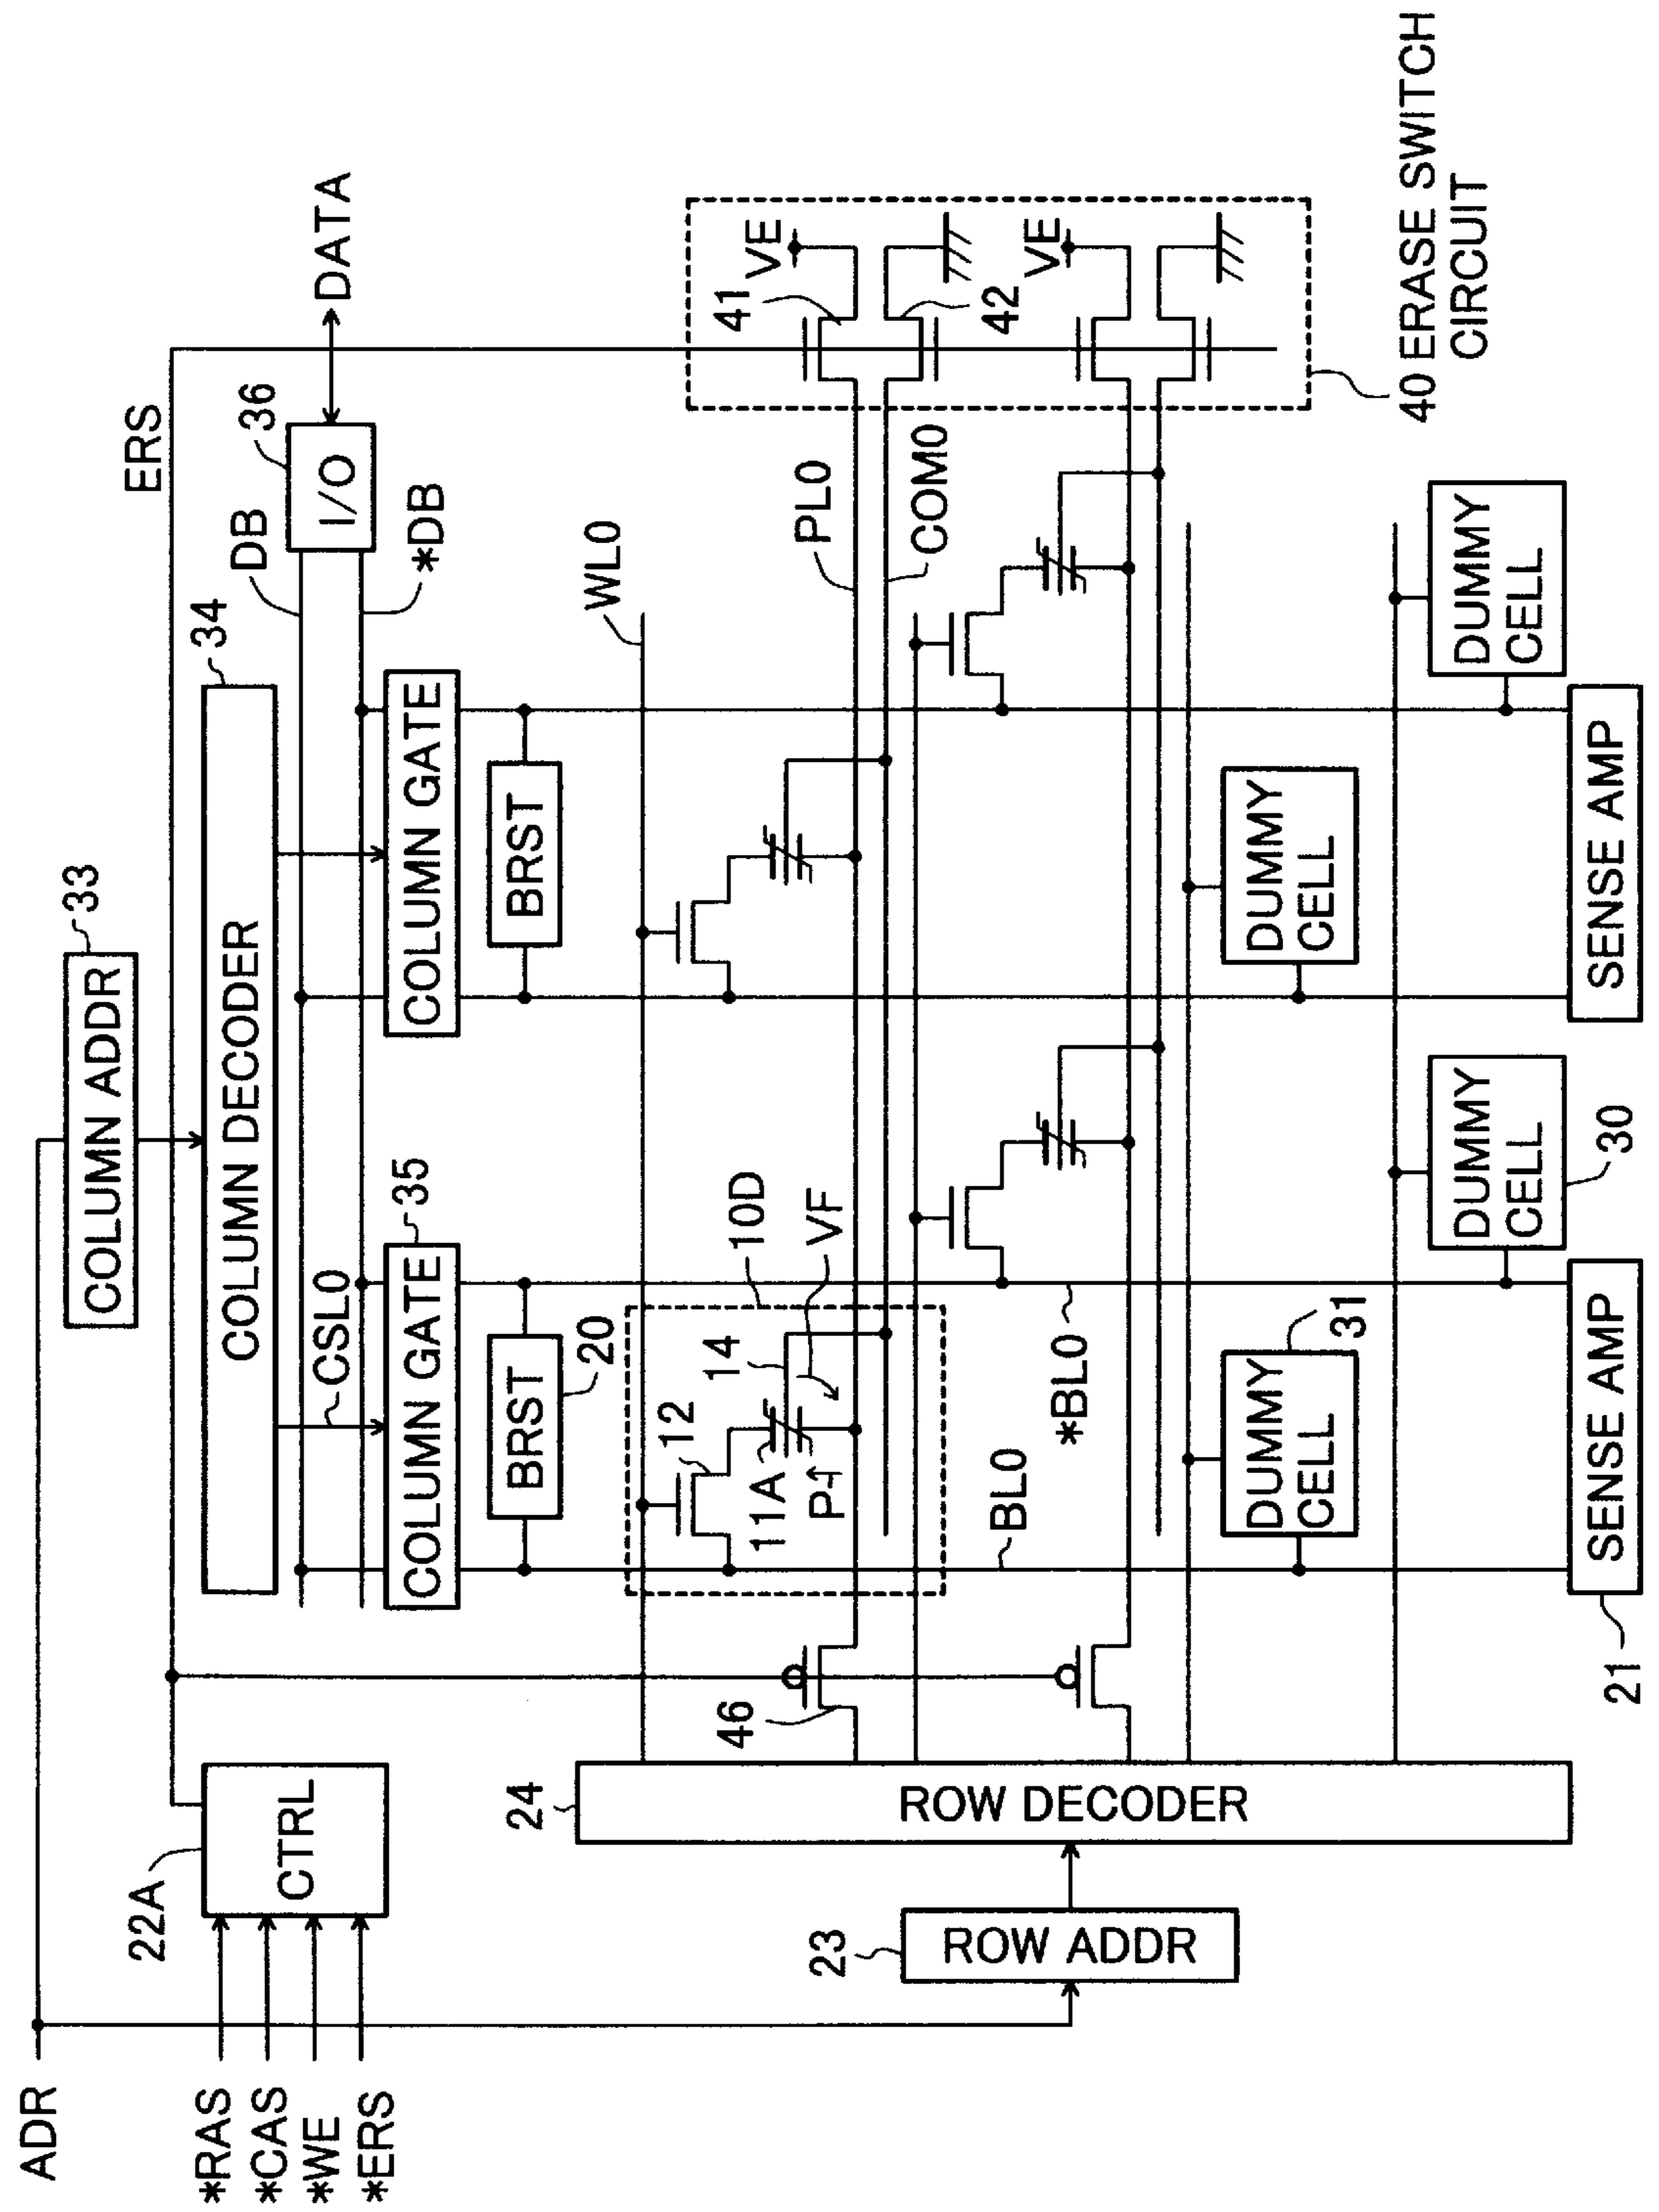 ADR
*RAS
*CAS
*WE
*ERS
22A
CTRL
ERS
COLUMN ADDR
33
COLUMN DECODER
34
CSL0
DB
*DB
I/O
36
DATA
COLUMN GATE
35
COLUMN GATE
BRST
20
BRST
WL0
10D
12
14
11A
P
VF
PL0
COM0
46
41
VE
42
VE
40 ERASE SWITCH
CIRCUIT
BL0
*BL0
23
ROW ADDR
24
ROW DECODER
DUMMY
CELL
31
DUMMY
CELL
DUMMY
CELL
30
DUMMY
CELL
21
SENSE AMP
SENSE AMP